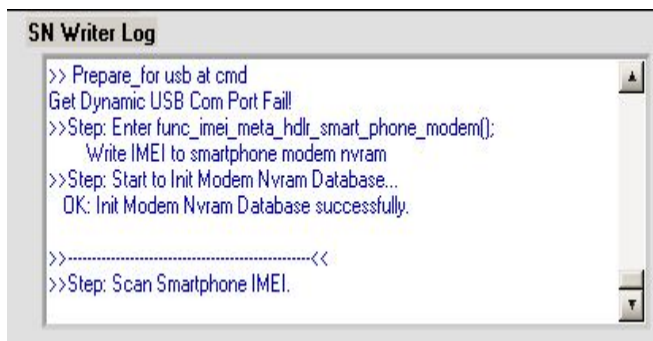 SN Writer Log
>> Prepare_for usb at cmd
Get Dynamic USB Com Port Fail!
>>Step: Enter func_imei_meta_hdlr_smart_phone_modem();
Write IMEI to smartphone modem nvram
>>Step: Start to Init Modem Nvram Database...
OK: Init Modem Nvram Database successfully.
>>--------------------------------------------------<<
>>Step: Scan Smartphone IMEI.